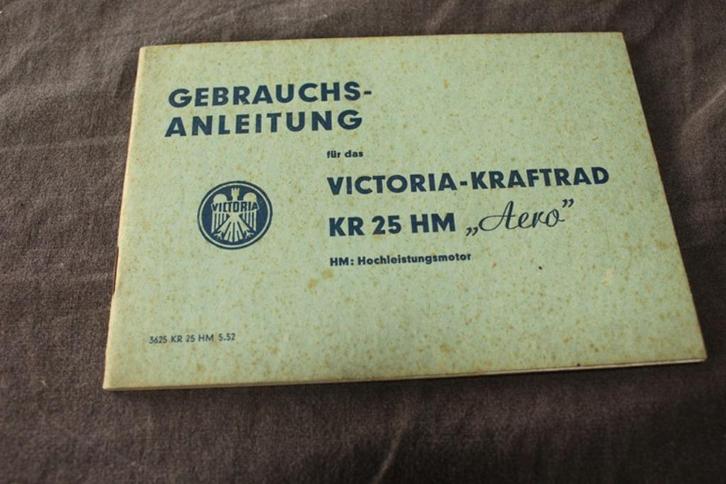 GEBRAUCHS-
ANLEITUNG
für das
VICTORIA-KRAFTRAD
VICTORIA
KR 25 HM „Aero”
HM: Hochleistungsmotor
3625 KR 25 HM 5.52